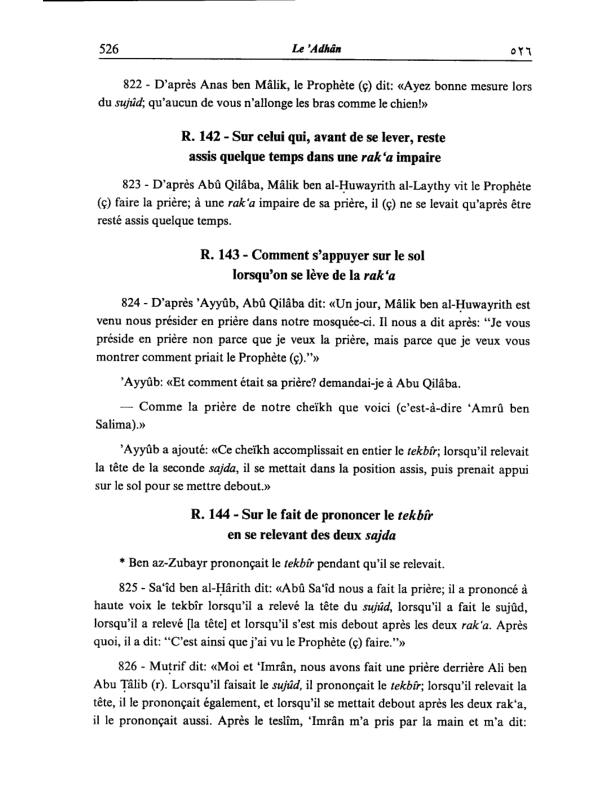 526 Le 'Adhân ٥٢٦
822 - D'après Anas ben Mâlik, le Prophète (ç) dit: «Ayez bonne mesure lors
du sujûd; qu'aucun de vous n'allonge les bras comme le chien!»
R. 142 - Sur celui qui, avant de se lever, reste
assis quelque temps dans une rak‘a impaire
823 - D'après Abû Qilâba, Mâlik ben al-Ḥuwayrith al-Laythy vit le Prophète
(ç) faire la prière; à une rak‘a impaire de sa prière, il (ç) ne se levait qu'après être
resté assis quelque temps.
R. 143 - Comment s'appuyer sur le sol
lorsqu'on se lève de la rak‘a
824 - D'après 'Ayyûb, Abû Qilâba dit: «Un jour, Mâlik ben al-Ḥuwayrith est
venu nous présider en prière dans notre mosquée-ci. Il nous a dit après: “Je vous
préside en prière non parce que je veux la prière, mais parce que je veux vous
montrer comment priait le Prophète (ç).”»
'Ayyûb: «Et comment était sa prière? demandai-je à Abu Qilâba.
— Comme la prière de notre cheïkh que voici (c'est-à-dire ‘Amrû ben
Salima).»
'Ayyûb a ajouté: «Ce cheïkh accomplissait en entier le tekbîr; lorsqu'il relevait
la tête de la seconde sajda, il se mettait dans la position assis, puis prenait appui
sur le sol pour se mettre debout.»
R. 144 - Sur le fait de prononcer le tekbîr
en se relevant des deux sajda
* Ben az-Zubayr prononçait le tekbîr pendant qu'il se relevait.
825 - Sa‘îd ben al-Ḥârith dit: «Abû Sa‘îd nous a fait la prière; il a prononcé à
haute voix le tekbîr lorsqu'il a relevé la tête du sujûd, lorsqu'il a fait le sujûd,
lorsqu'il a relevé [la tête] et lorsqu'il s'est mis debout après les deux rak‘a. Après
quoi, il a dit: “C'est ainsi que j'ai vu le Prophète (ç) faire.”»
826 - Muṭrif dit: «Moi et ‘Imrân, nous avons fait une prière derrière Ali ben
Abu Ṭâlib (r). Lorsqu'il faisait le sujûd, il prononçait le tekbîr; lorsqu'il relevait la
tête, il le prononçait également, et lorsqu'il se mettait debout après les deux rak‘a,
il le prononçait aussi. Après le teslîm, ‘Imrân m'a pris par la main et m'a dit: